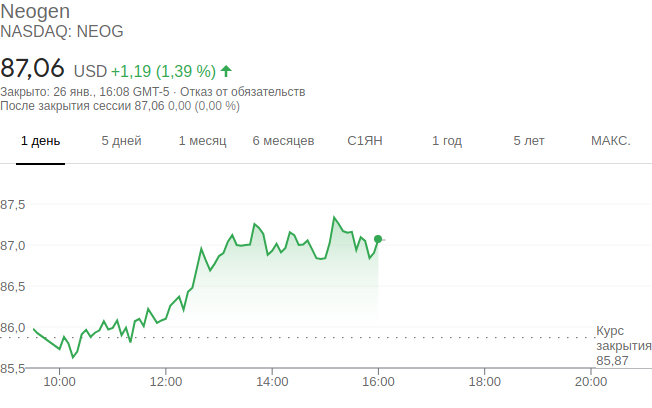 Neogen
NASDAQ: NEOG
87,06 USD +1,19 (1,39 %)
Закрыто: 26 янв., 16:08 GMT-5 · Отказ от обязательств
После закрытия сессии 87,06 0,00 (0,00 %)
1 день 5 дней 1 месяц 6 месяцев С1ЯН 1 год 5 лет МАКС.
87,5
87,0
86,5
86,0
Курс
закрытия
85,87
85,5
10:00 12:00 14:00 16:00 18:00 20:00